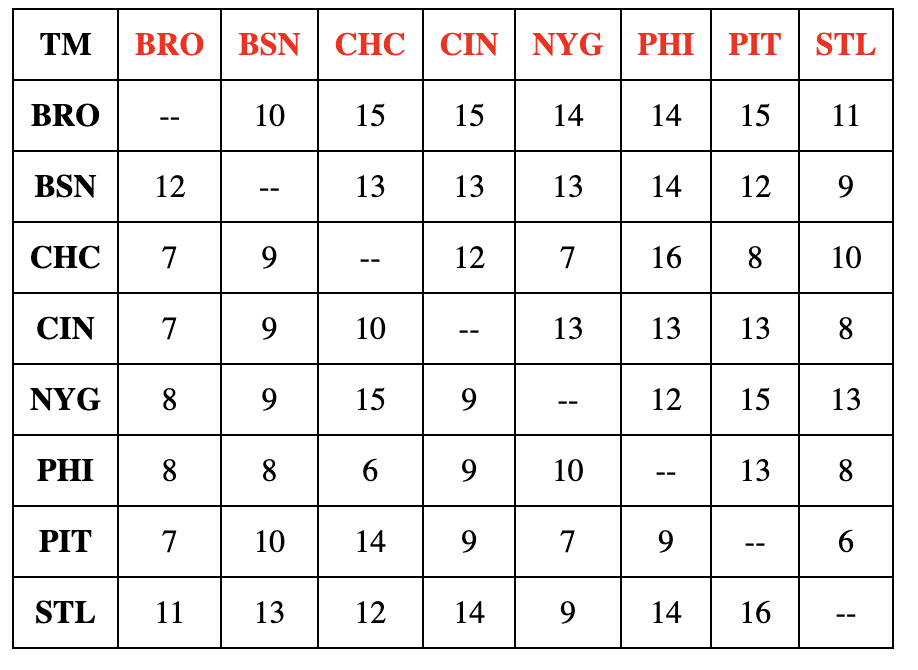 TM BRO BSN CHC CIN NYG PHI PIT STL
BRO -- 10 15 15 14 14 15 11
BSN 12 -- 13 13 13 14 12 9
CHC 7 9 -- 12 7 16 8 10
CIN 7 9 10 -- 13 13 13 8
NYG 8 9 15 9 -- 12 15 13
PHI 8 8 6 9 10 -- 13 8
PIT 7 10 14 9 7 9 -- 6
STL 11 13 12 14 9 14 16 --